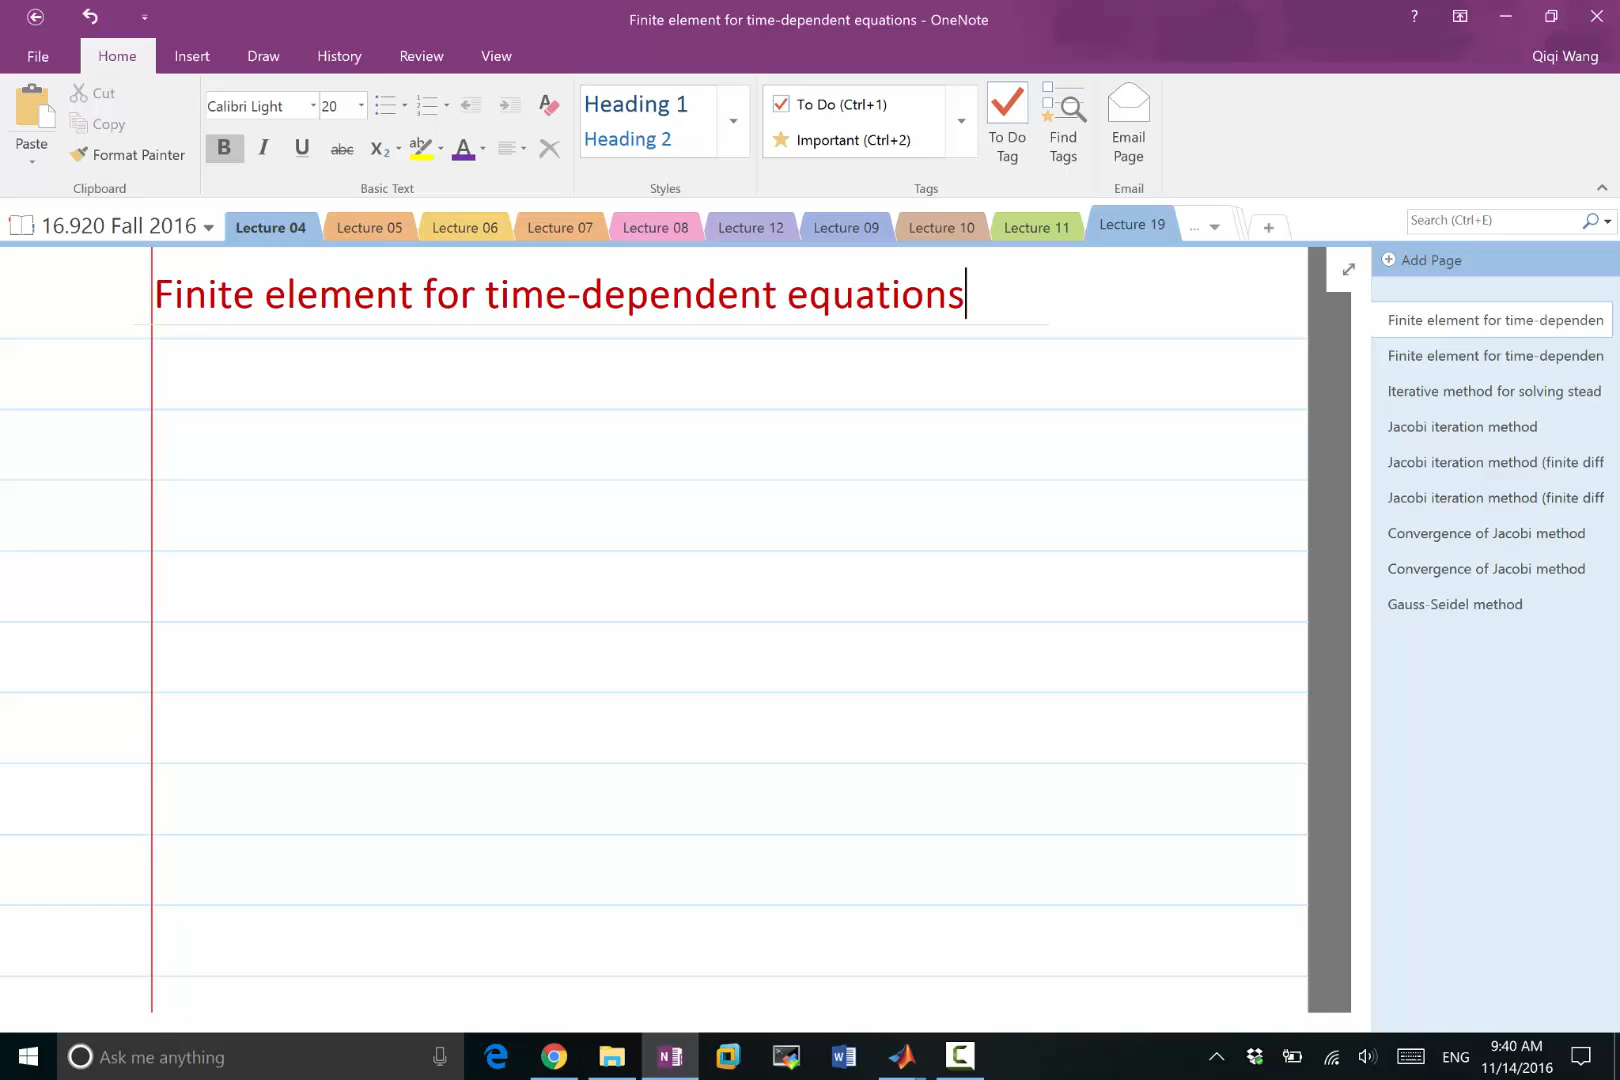 Finite element for time-dependent equations - OneNote
?
File
Home
Insert
Draw
History
Review
View
Qiqi Wang
Paste
Cut
Copy
Format Painter
Clipboard
Calibri Light
20
B I U abc X₂ ab A
Basic Text
Heading 1
Heading 2
Styles
To Do (Ctrl+1)
Important (Ctrl+2)
To Do
Tag
Find
Tags
Tags
Email
Page
Email
16.920 Fall 2016
Lecture 04
Lecture 05
Lecture 06
Lecture 07
Lecture 08
Lecture 12
Lecture 09
Lecture 10
Lecture 11
Lecture 19
...
Search (Ctrl+E)
Finite element for time-dependent equations
Add Page
Finite element for time-dependen
Finite element for time-dependen
Iterative method for solving stead
Jacobi iteration method
Jacobi iteration method (finite diff
Jacobi iteration method (finite diff
Convergence of Jacobi method
Convergence of Jacobi method
Gauss-Seidel method
Ask me anything
ENG
9:40 AM
11/14/2016